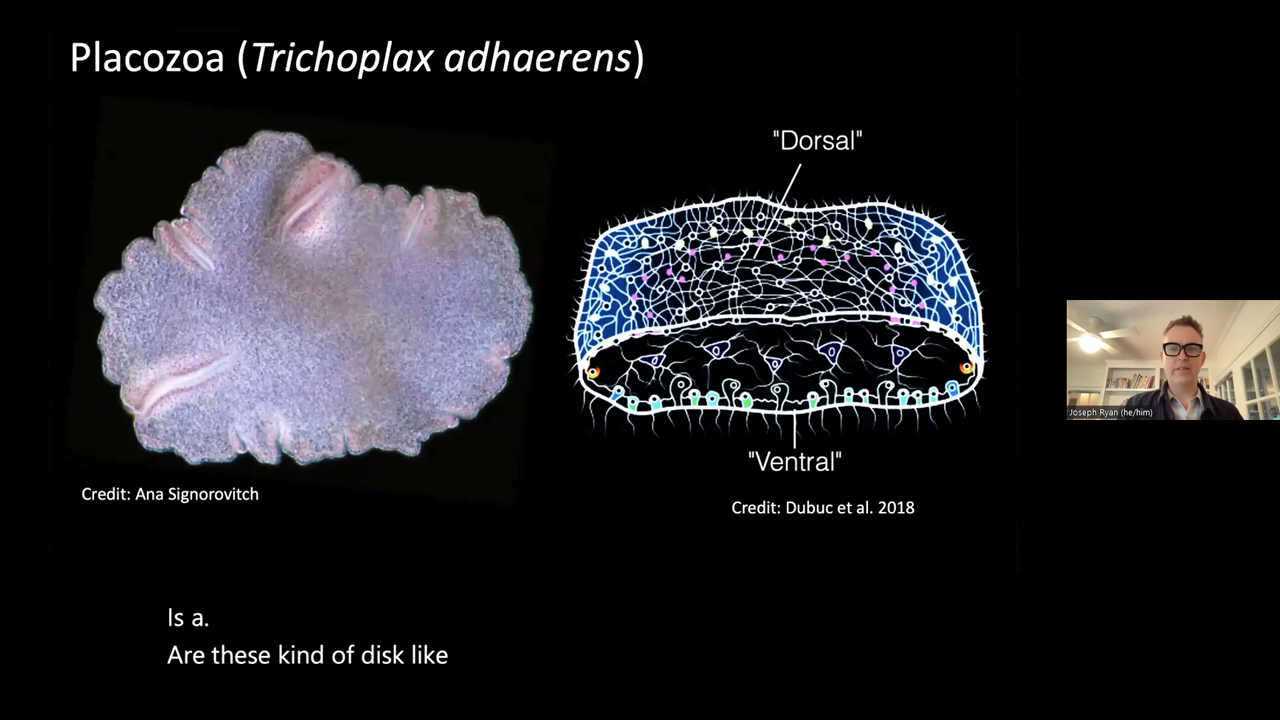 Placozoa (Trichoplax adhaerens)
"Dorsal"
"Ventral"
Credit: Ana Signorovitch
Credit: Dubuc et al. 2018
Joseph Ryan (he/him)
Is a.
Are these kind of disk like